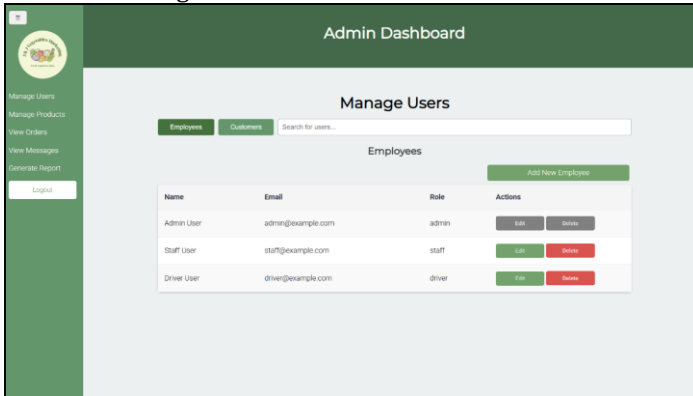 Admin Dashboard
Manage Users
Manage Products
View Orders
View Messages
Generate Report
Logout
Manage Users
Employees Customers Search for users...
Employees
Add New Employee
Name Email Role Actions
Admin User admin@example.com admin Edit Delete
Staff User staff@example.com staff Edit Delete
Driver User driver@example.com driver Edit Delete